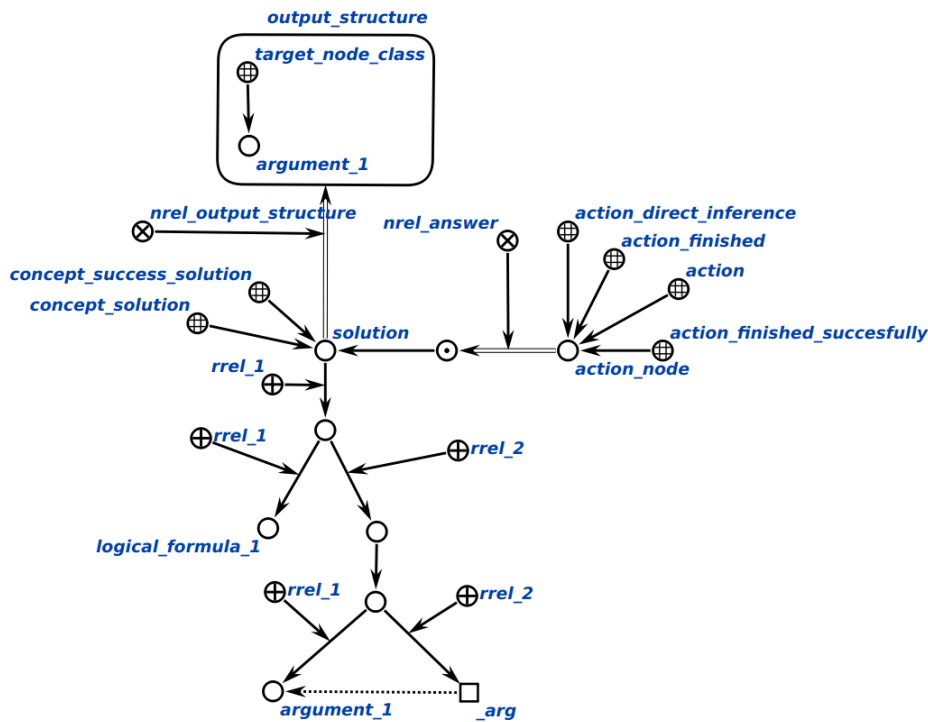 output_structure
target_node_class
argument_1
nrel_output_structure
nrel_answer
action_direct_inference
action_finished
action
concept_success_solution
concept_solution
solution
action_finished_succesfully
action_node
rrel_1
rrel_1
rrel_2
logical_formula_1
rrel_1
rrel_2
argument_1
_arg